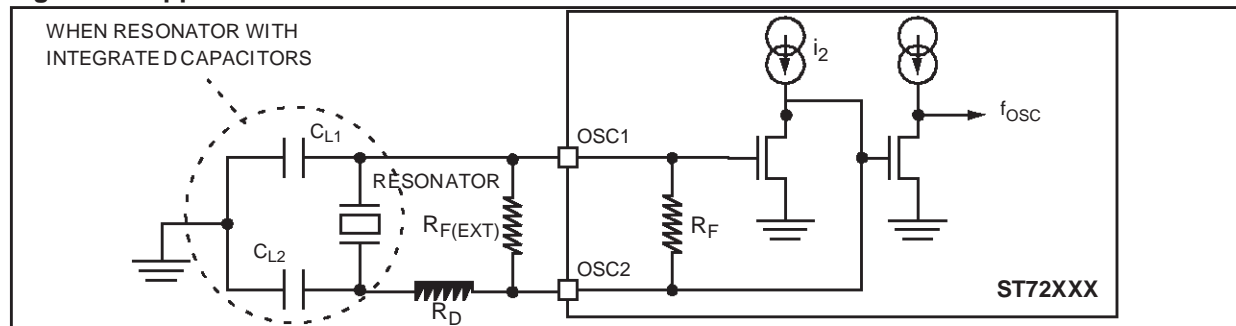 WHEN RESONATOR WITH
INTEGRATED CAPACITORS
i2
fOSC
CL1
OSC1
RESONATOR
RF(EXT)
RF
CL2
OSC2
RD
ST72XXX